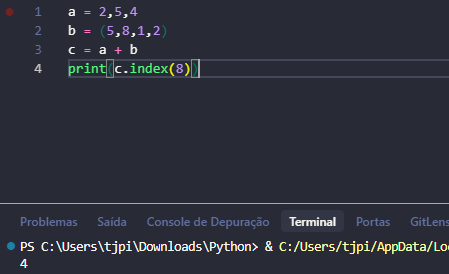 1 a = 2,5,4
2 b = (5,8,1,2)
3 c = a + b
4 print(c.index(8))
Problemas Saída Console de Depuração Terminal Portas GitLens
PS C:\Users\tjpi\Downloads\Python> & C:/Users/tjpi/AppData/Lo
4